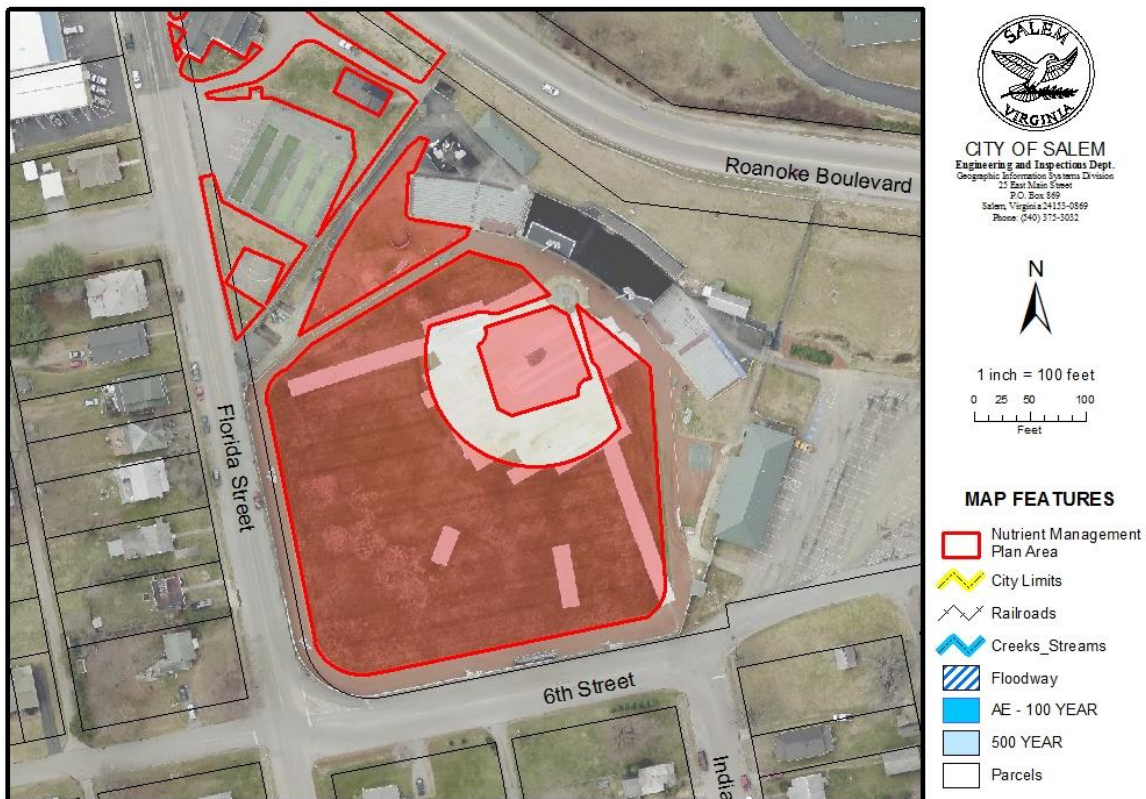 Roanoke Boulevard
Florida Street
6th Street
India
SALEM
VIRGINIA
CITY OF SALEM
Engineering and Inspections Dept.
Geographic Information Systems Division
25 East Main Street
P.O. Box 869
Salem, Virginia 24153-0869
Phone: (540) 375-3032
N
1 inch = 100 feet
0 25 50 100
Feet
MAP FEATURES
Nutrient Management
Plan Area
City Limits
Railroads
Creeks_Streams
Floodway
AE - 100 YEAR
500 YEAR
Parcels